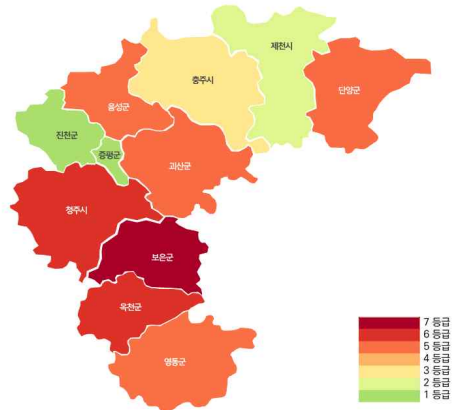 제천시
충주시
단양군
음성군
진천군
증평군
괴산군
청주시
보은군
옥천군
영동군
7 등급
6 등급
5 등급
4 등급
3 등급
2 등급
1 등급